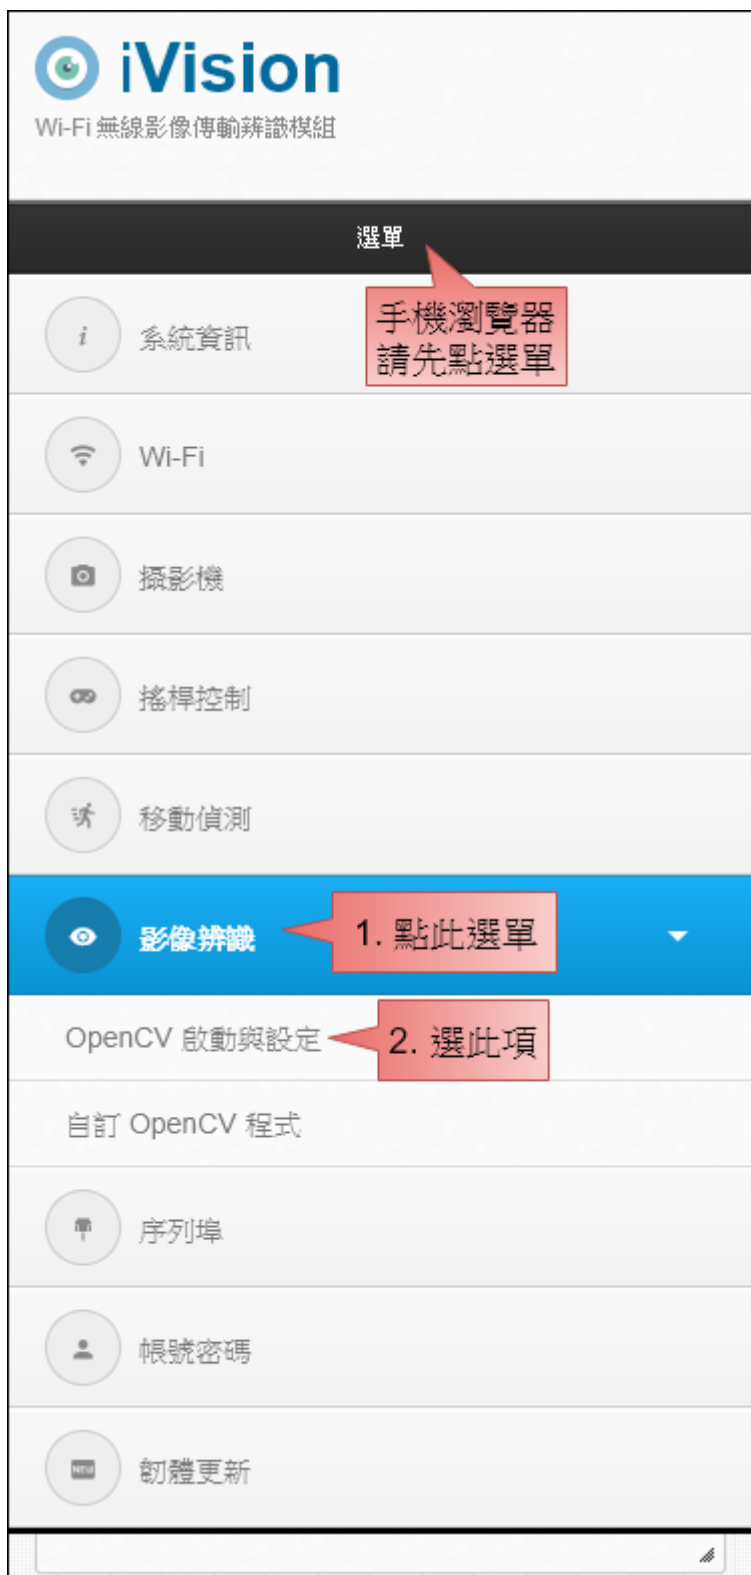 iVision
Wi-Fi 無線影像傳輸辨識模組
選單
手機瀏覽器
請先點選單
系統資訊
Wi-Fi
攝影機
搖桿控制
移動偵測
影像辨識
1. 點此選單
OpenCV 啟動與設定
2. 選此項
自訂 OpenCV 程式
序列埠
帳號密碼
NEW
韌體更新